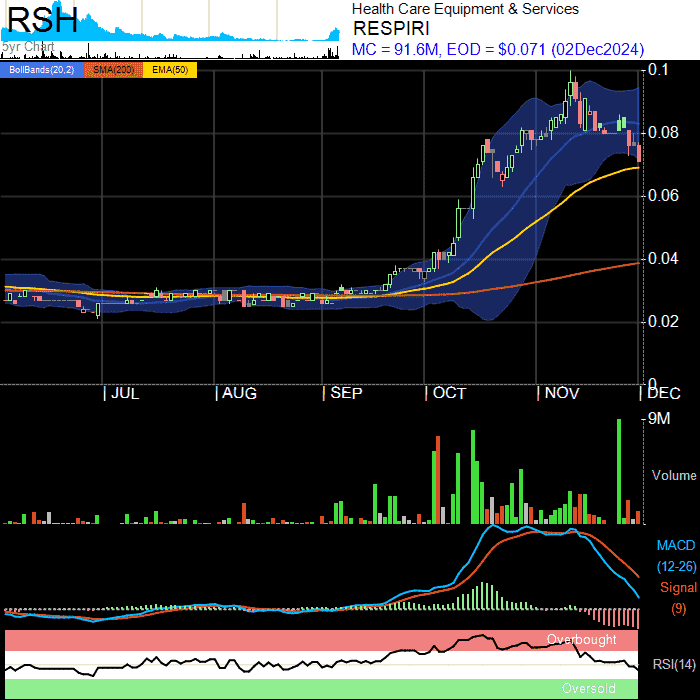 RSH
5yr Chart
Health Care Equipment & Services
RESPIRI
MC = 91.6M, EOD = $0.071 (02Dec2024)
BollBands(20,2) SMA(200) EMA(50)
0.1
0.08
0.06
0.04
0.02
0
JUL AUG SEP OCT NOV DEC
9M
Volume
MACD
(12-26)
Signal
(9)
Overbought
RSI(14)
Oversold